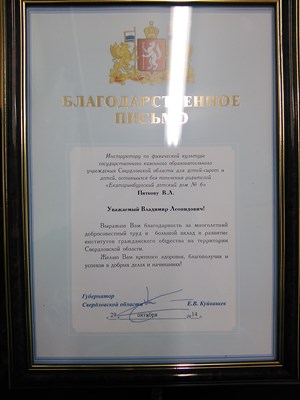 БЛАГОДАРСТВЕННОЕ
ПИСЬМО
Инструктору по физической культуре
государственного казенного образовательного
учреждения Свердловской области для детей-сирот и
детей, оставшихся без попечения родителей
«Екатеринбургский детский дом № 6»
Питкову В.Л.
Уважаемый Владимир Леонидович!
Выражаю Вам благодарность за многолетний
добросовестный труд и большой вклад в развитие
институтов гражданского общества на территории
Свердловской области.
Желаю Вам крепкого здоровья, благополучия и
успехов в добрых делах и начинаниях!
Губернатор
Свердловской области Е.В. Куйвашев
29 октября 2014